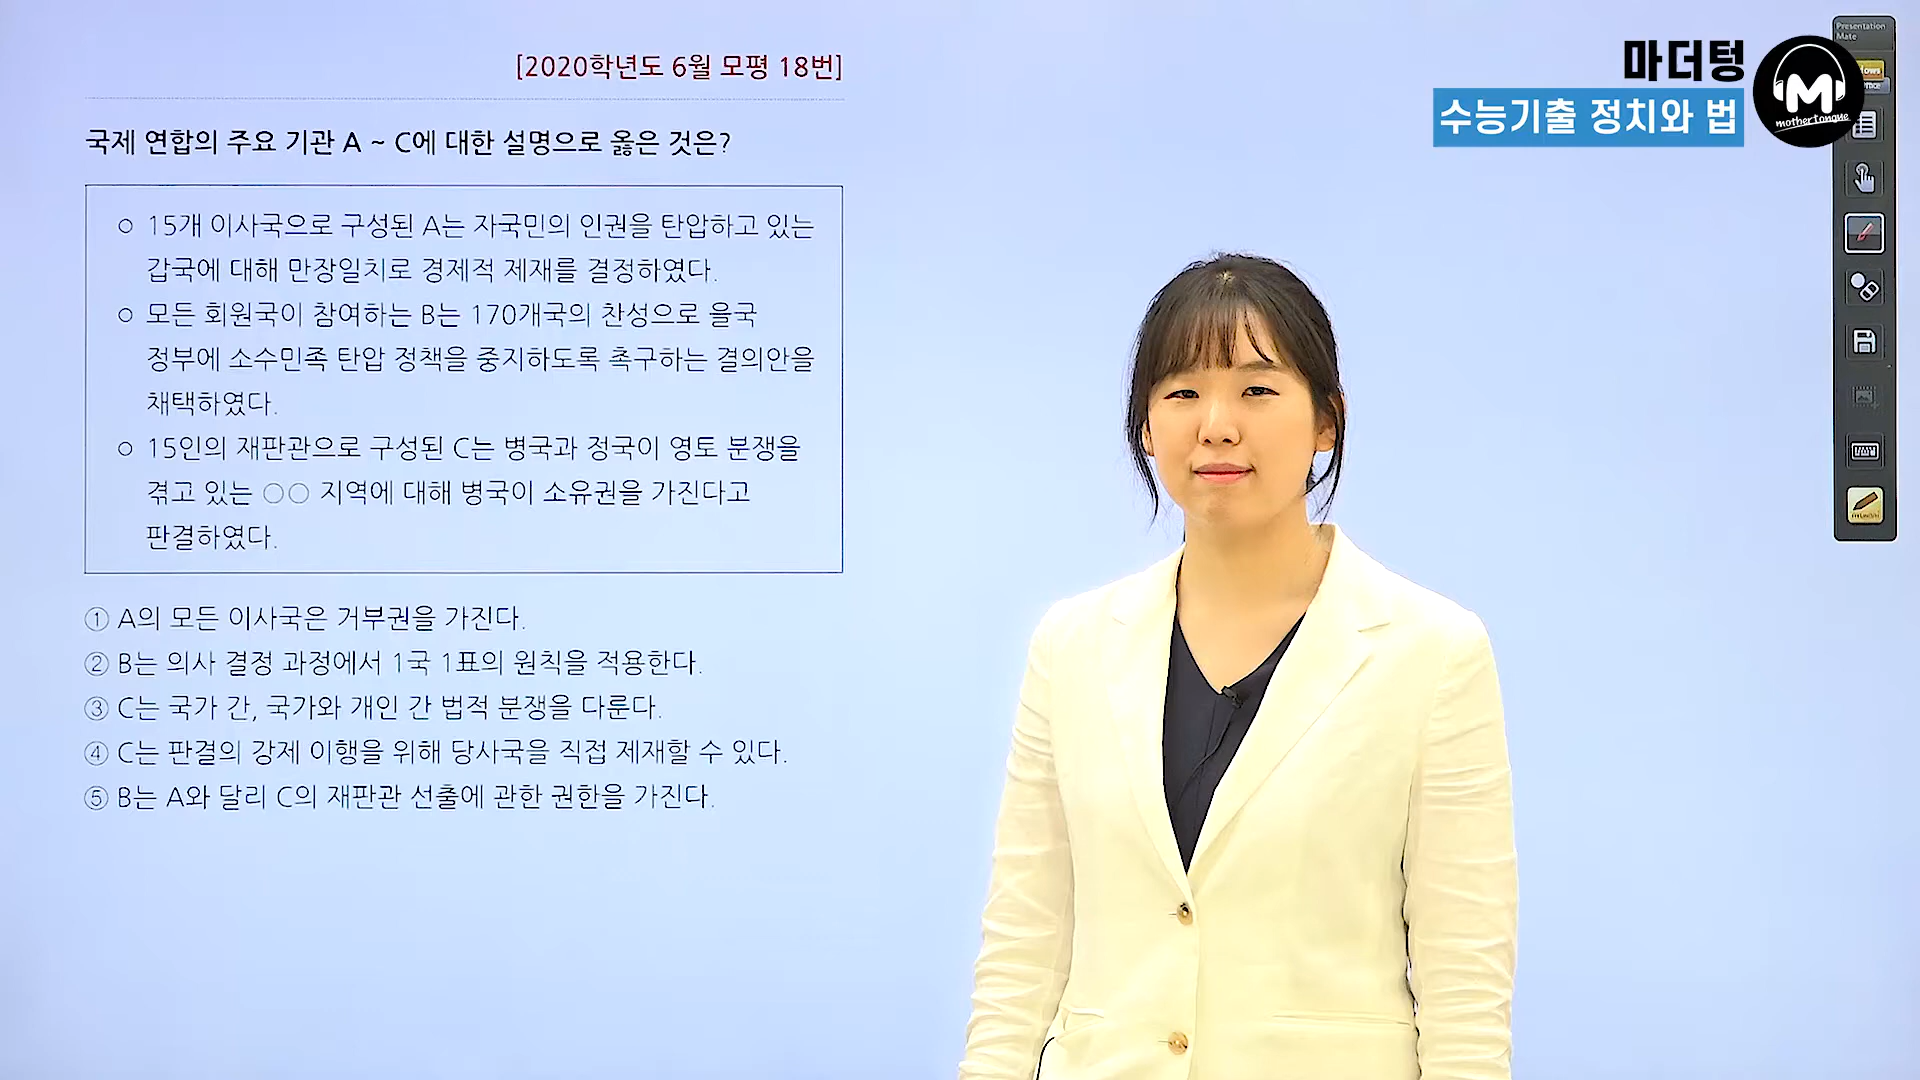 [2020학년도 6월 모평 18번]
국제 연합의 주요 기관 A ~ C에 대한 설명으로 옳은 것은?
○ 15개 이사국으로 구성된 A는 자국민의 인권을 탄압하고 있는
갑국에 대해 만장일치로 경제적 제재를 결정하였다.
○ 모든 회원국이 참여하는 B는 170개국의 찬성으로 을국
정부에 소수민족 탄압 정책을 중지하도록 촉구하는 결의안을
채택하였다.
○ 15인의 재판관으로 구성된 C는 병국과 정국이 영토 분쟁을
겪고 있는 ○○ 지역에 대해 병국이 소유권을 가진다고
판결하였다.
① A의 모든 이사국은 거부권을 가진다.
② B는 의사 결정 과정에서 1국 1표의 원칙을 적용한다.
③ C는 국가 간, 국가와 개인 간 법적 분쟁을 다룬다.
④ C는 판결의 강제 이행을 위해 당사국을 직접 제재할 수 있다.
⑤ B는 A와 달리 C의 재판관 선출에 관한 권한을 가진다.
마더텅
수능기출 정치와 법
M
mothertongue
Presentation
Mate